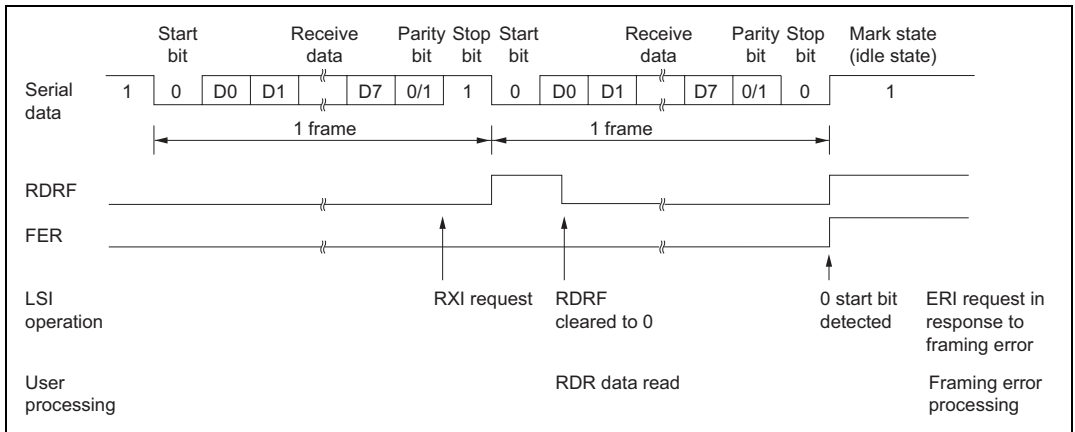 Start bit
Receive data
Parity bit
Stop bit
Start bit
Receive data
Parity bit
Stop bit
Mark state (idle state)
Serial data
1 0 D0 D1 D7 0/1 1 0 D0 D1 D7 0/1 0 1
1 frame
1 frame
RDRF
FER
LSI operation
RXI request
RDRF cleared to 0
0 start bit detected
ERI request in response to framing error
User processing
RDR data read
Framing error processing